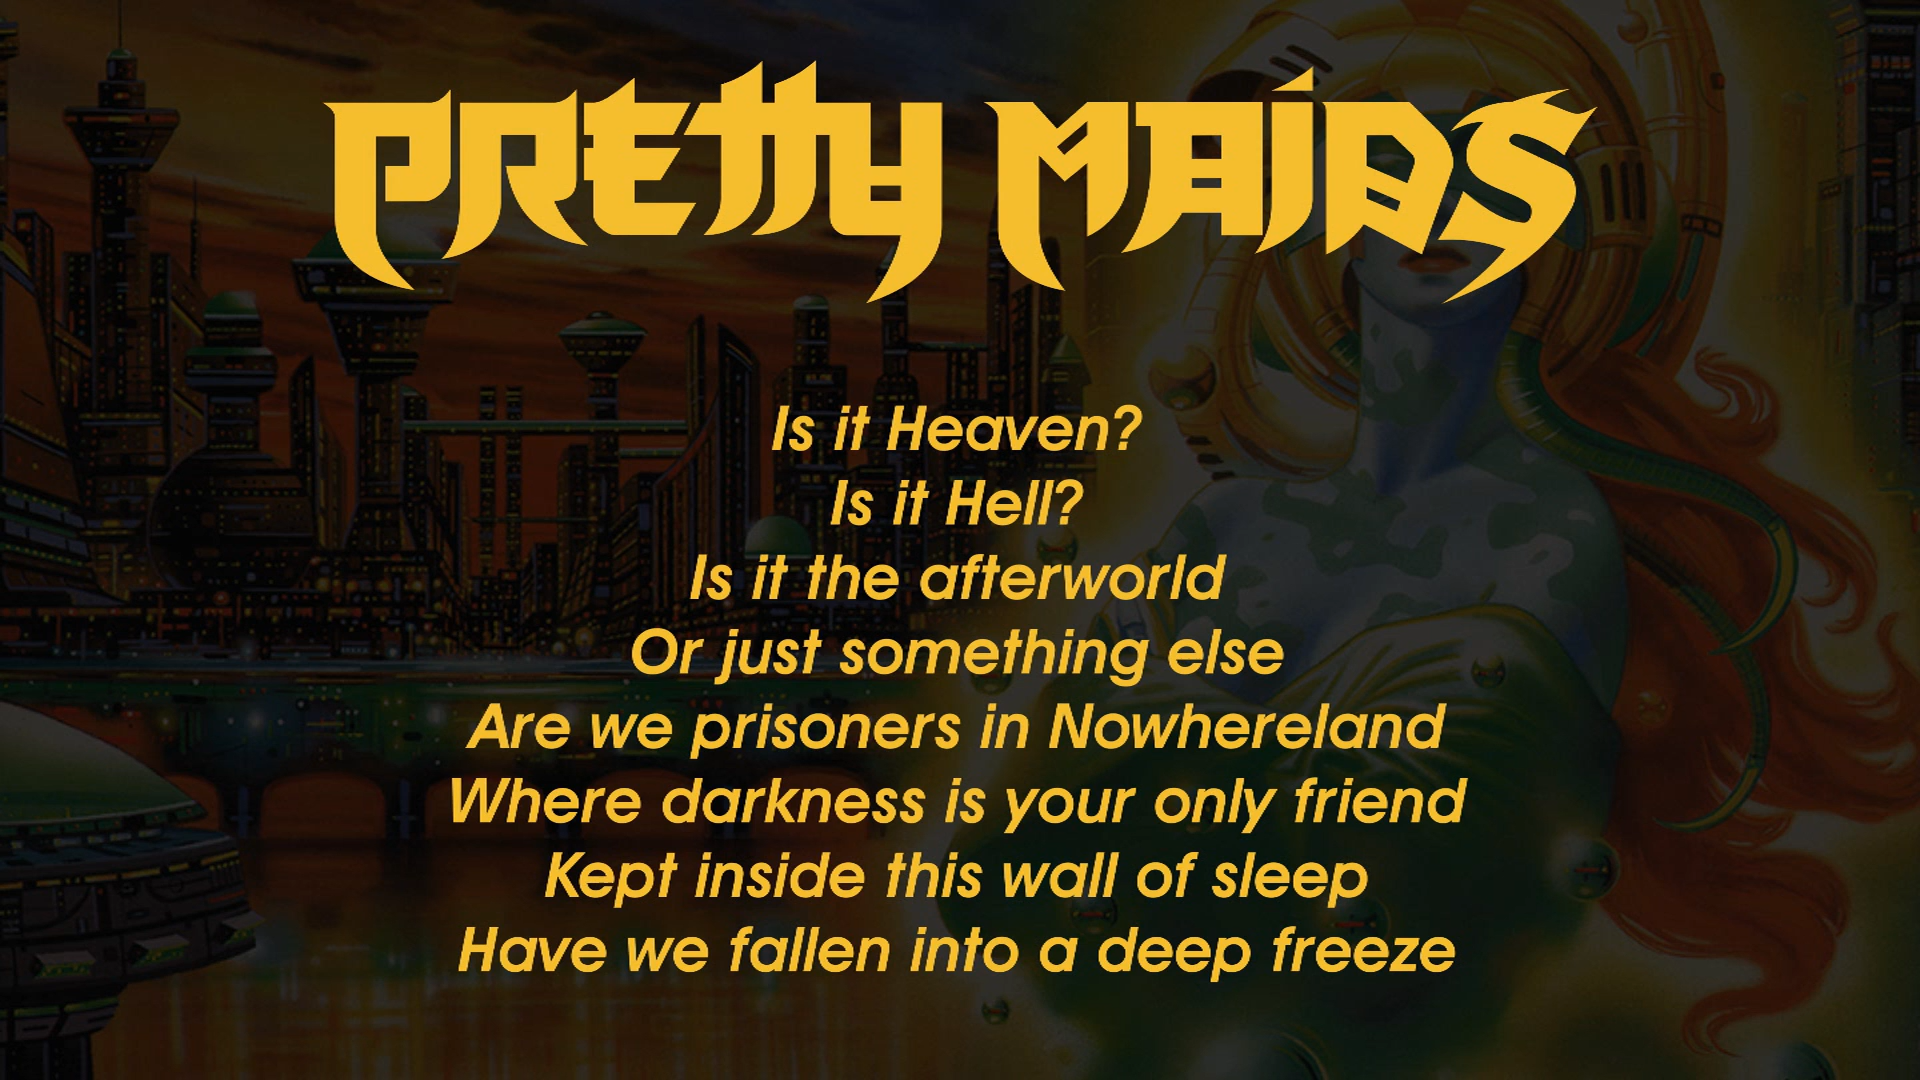 PRETTY MAIDS
Is it Heaven?
Is it Hell?
Is it the afterworld
Or just something else
Are we prisoners in Nowhereland
Where darkness is your only friend
Kept inside this wall of sleep
Have we fallen into a deep freeze